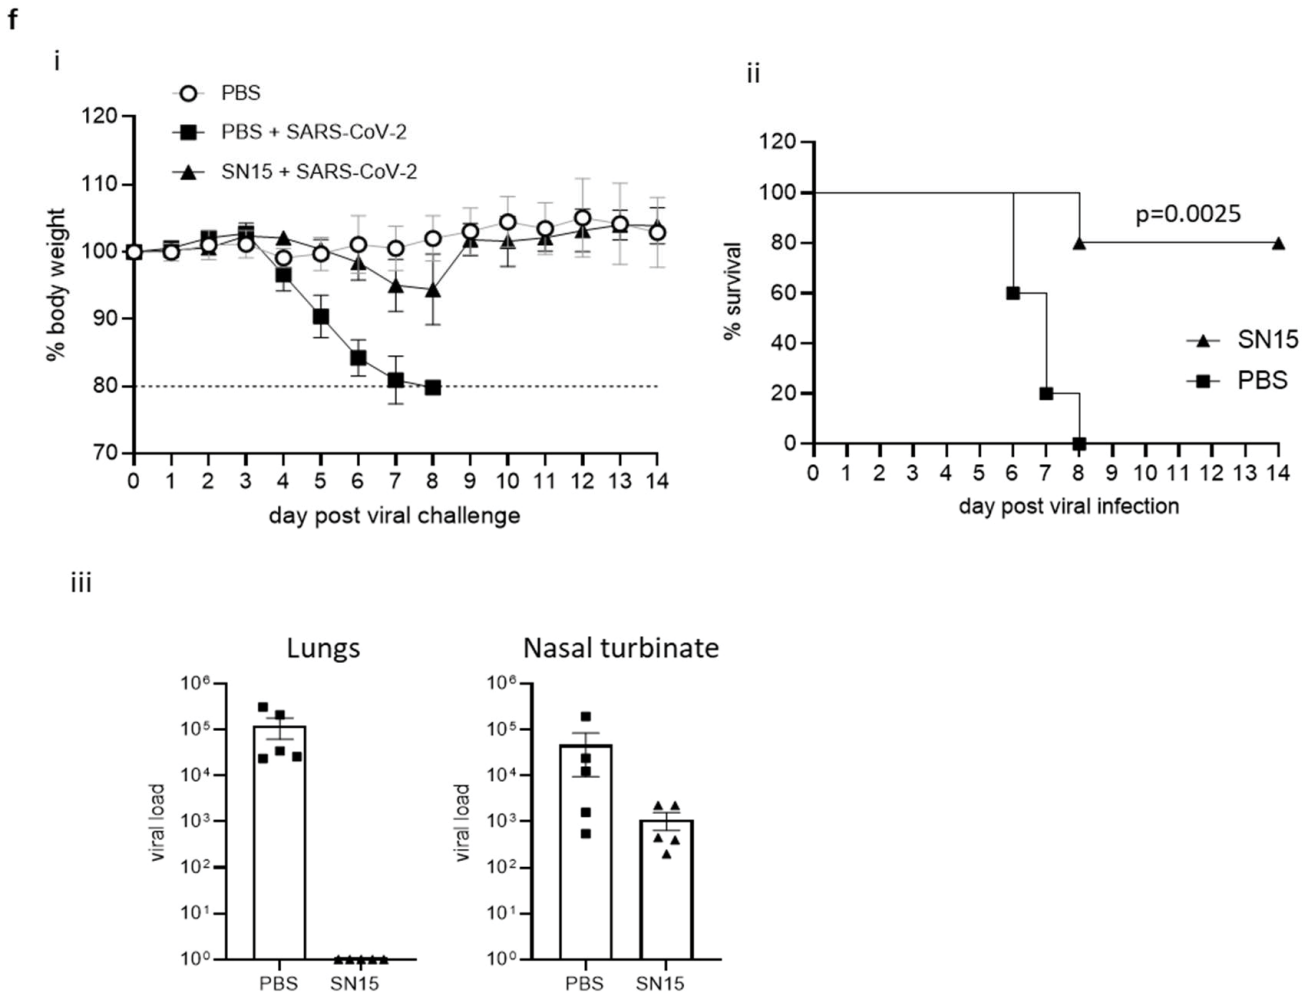 f
i
PBS
PBS + SARS-CoV-2
SN15 + SARS-CoV-2
120
110
100
90
80
70
% body weight
0 1 2 3 4 5 6 7 8 9 10 11 12 13 14
day post viral challenge
ii
120
100
80
60
40
20
0
% survival
p=0.0025
SN15
PBS
0 1 2 3 4 5 6 7 8 9 10 11 12 13 14
day post viral infection
iii
Lungs
10⁶
10⁵
10⁴
10³
10²
10¹
10⁰
viral load
PBS SN15
Nasal turbinate
10⁶
10⁵
10⁴
10³
10²
10¹
10⁰
viral load
PBS SN15